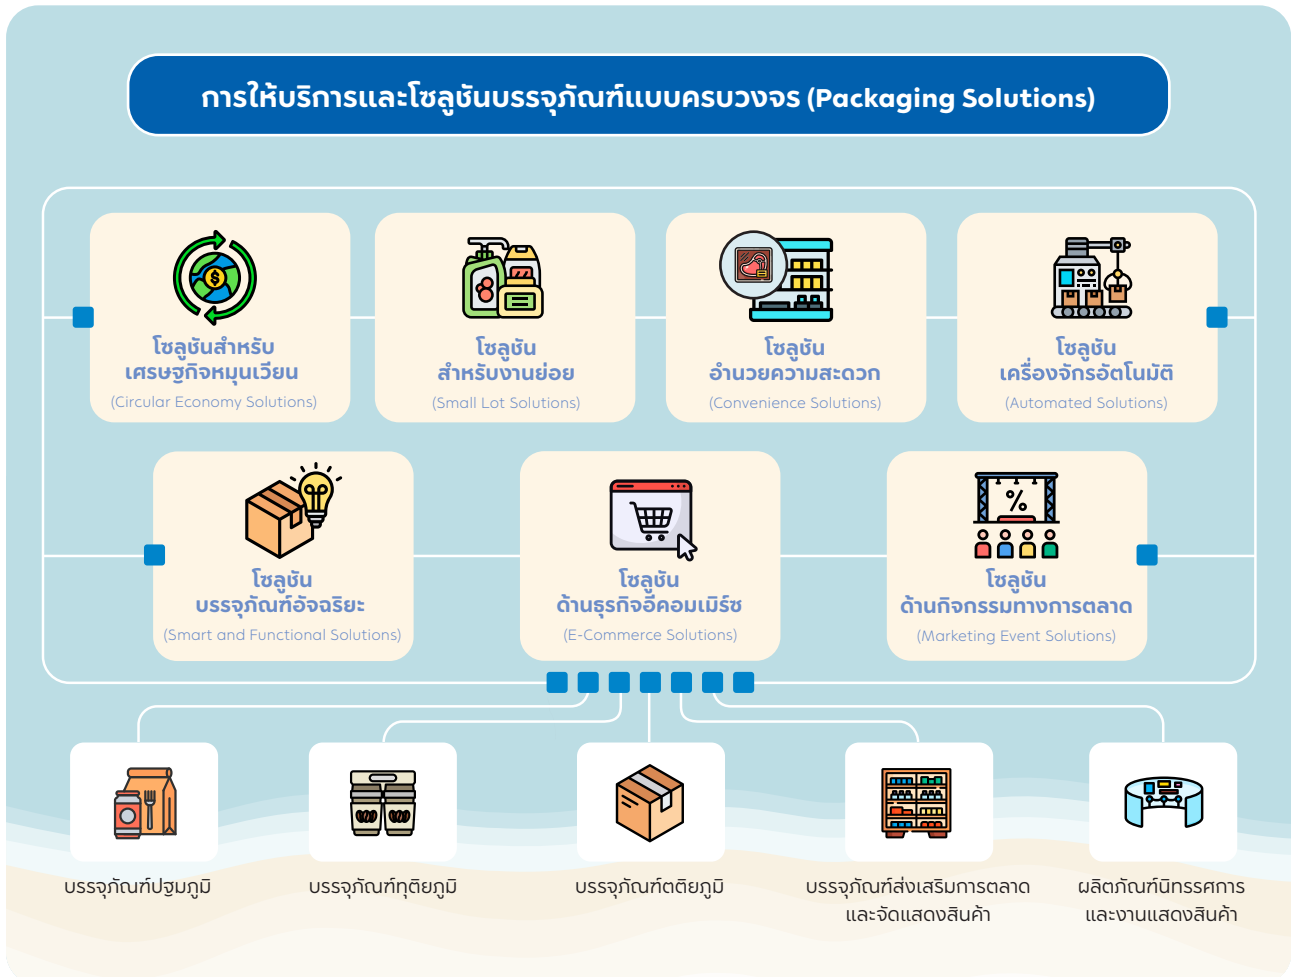 การให้บริการและโซลูชันบรรจุภัณฑ์แบบครบวงจร (Packaging Solutions)
โซลูชันสำหรับ
เศรษฐกิจหมุนเวียน
(Circular Economy Solutions)
โซลูชัน
สำหรับงานย่อย
(Small Lot Solutions)
โซลูชัน
อำนวยความสะดวก
(Convenience Solutions)
โซลูชัน
เครื่องจักรอัตโนมัติ
(Automated Solutions)
โซลูชัน
บรรจุภัณฑ์อัจฉริยะ
(Smart and Functional Solutions)
โซลูชัน
ด้านธุรกิจอีคอมเมิร์ซ
(E-Commerce Solutions)
%
โซลูชัน
ด้านกิจกรรมทางการตลาด
(Marketing Event Solutions)
บรรจุภัณฑ์ปฐมภูมิ
บรรจุภัณฑ์ทุติยภูมิ
บรรจุภัณฑ์ตติยภูมิ
บรรจุภัณฑ์ส่งเสริมการตลาด
และจัดแสดงสินค้า
ผลิตภัณฑ์นิทรรศการ
และงานแสดงสินค้า